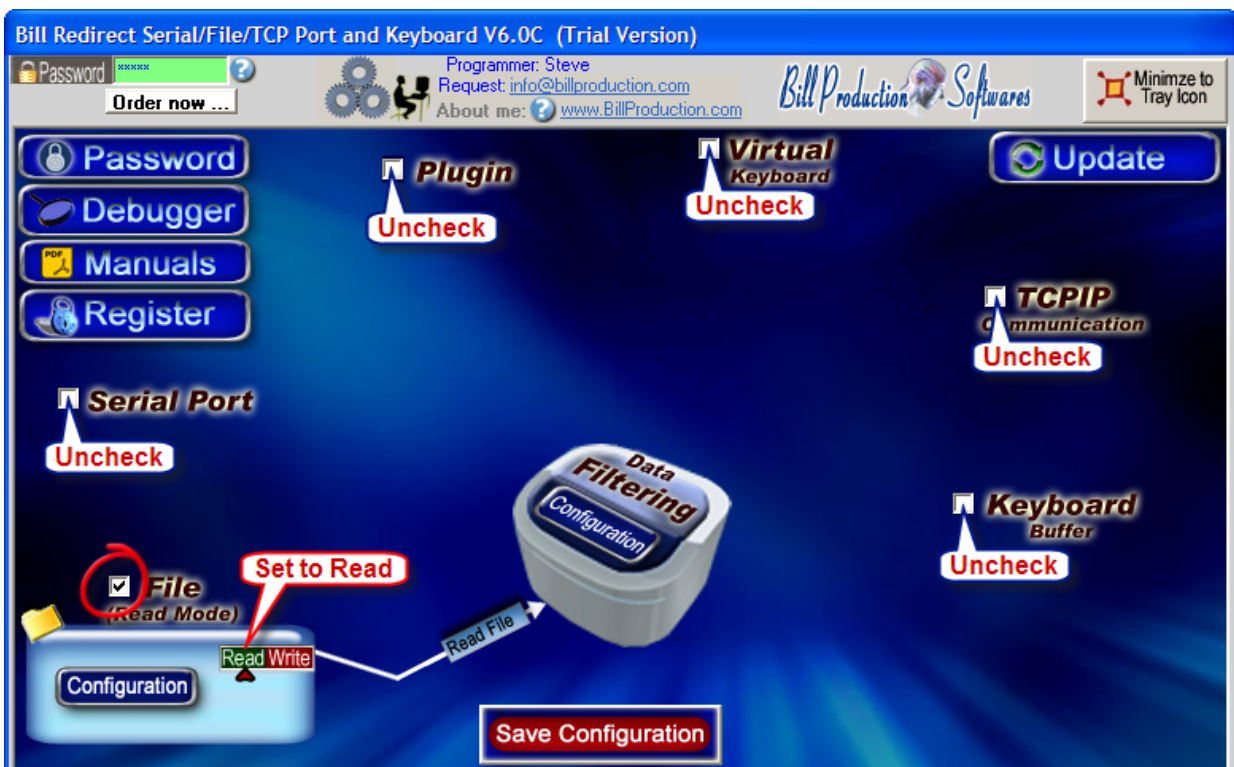 Bill Redirect Serial/File/TCP Port and Keyboard V6.0C (Trial Version)
Password ***** ?
Order now ...
Programmer: Steve
Request: info@billproduction.com
About me: ? www.BillProduction.com
Bill Production Softwares
Minimze to
Tray Icon
Password
Debugger
PDF Manuals
Register
Plugin
Uncheck
Virtual
Keyboard
Uncheck
Update
TCPIP
Communication
Uncheck
Serial Port
Uncheck
Data
Filtering
Configuration
Keyboard
Buffer
Uncheck
Set to Read
File
(Read Mode)
Read Write
Configuration
Read File
Save Configuration